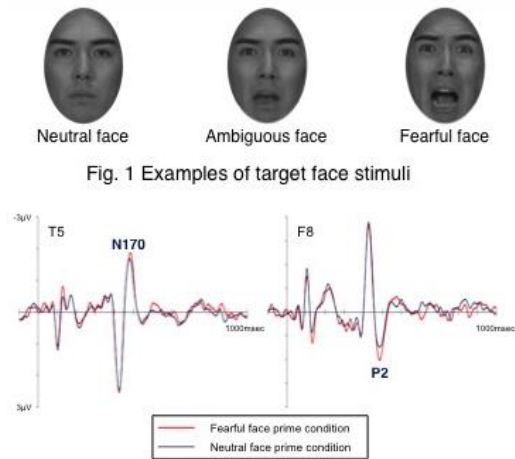 Neutral face
Ambiguous face
Fearful face
Fig. 1 Examples of target face stimuli
-3μV
T5
N170
1000msec
3μV
F8
1000msec
P2
Fearful face prime condition
Neutral face prime condition